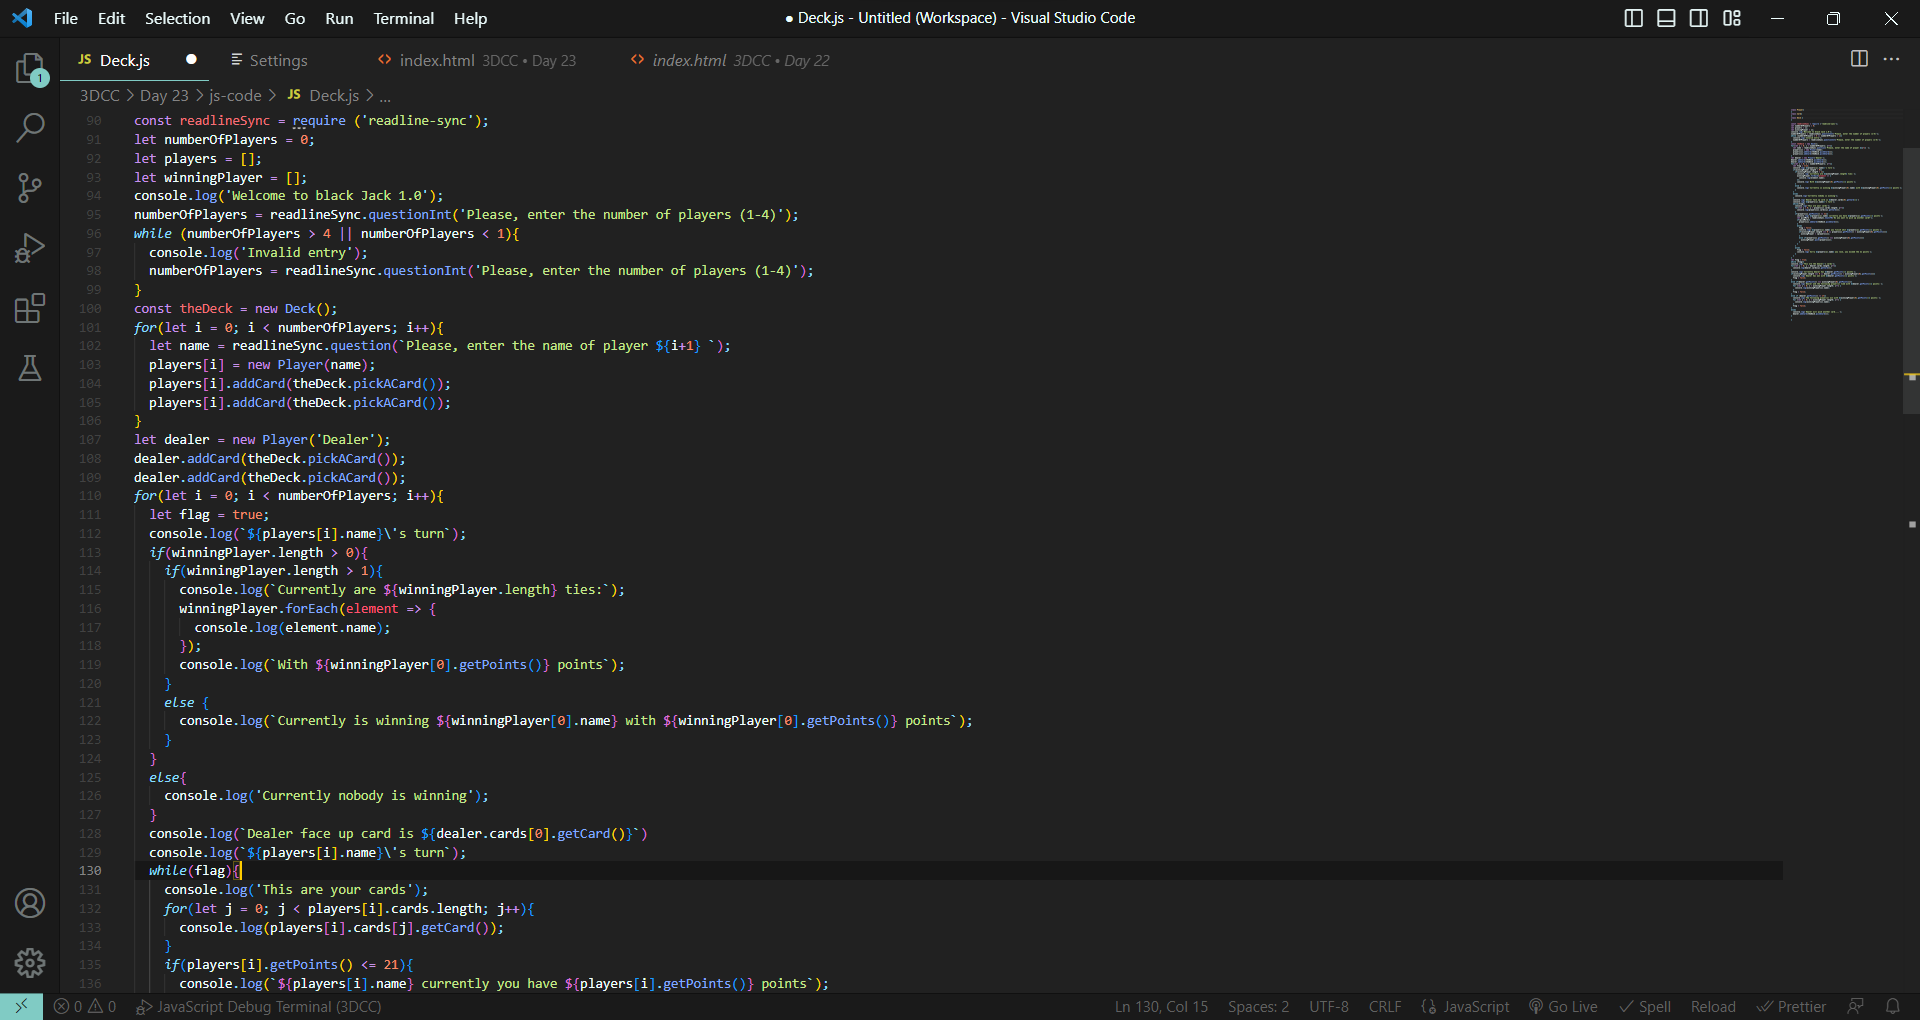 File Edit Selection View Go Run Terminal Help ● Deck.js - Untitled (Workspace) - Visual Studio Code
JS Deck.js Settings <> index.html 3DCC • Day 23 <> index.html 3DCC • Day 22
1
3DCC > Day 23 > js-code > JS Deck.js > ...
90 const readlineSync = require ('readline-sync');
91 let numberOfPlayers = 0;
92 let players = [];
93 let winningPlayer = [];
94 console.log('Welcome to black Jack 1.0');
95 numberOfPlayers = readlineSync.questionInt('Please, enter the number of players (1-4)');
96 while (numberOfPlayers > 4 || numberOfPlayers < 1){
97 console.log('Invalid entry');
98 numberOfPlayers = readlineSync.questionInt('Please, enter the number of players (1-4)');
99 }
100 const theDeck = new Deck();
101 for(let i = 0; i < numberOfPlayers; i++){
102 let name = readlineSync.question(`Please, enter the name of player ${i+1} `);
103 players[i] = new Player(name);
104 players[i].addCard(theDeck.pickACard());
105 players[i].addCard(theDeck.pickACard());
106 }
107 let dealer = new Player('Dealer');
108 dealer.addCard(theDeck.pickACard());
109 dealer.addCard(theDeck.pickACard());
110 for(let i = 0; i < numberOfPlayers; i++){
111 let flag = true;
112 console.log(`${players[i].name}\'s turn`);
113 if(winningPlayer.length > 0){
114 if(winningPlayer.length > 1){
115 console.log(`Currently are ${winningPlayer.length} ties:`);
116 winningPlayer.forEach(element => {
117 console.log(element.name);
118 });
119 console.log(`With ${winningPlayer[0].getPoints()} points`);
120 }
121 else {
122 console.log(`Currently is winning ${winningPlayer[0].name} with ${winningPlayer[0].getPoints()} points`);
123 }
124 }
125 else{
126 console.log('Currently nobody is winning');
127 }
128 console.log(`Dealer face up card is ${dealer.cards[0].getCard()}`)
129 console.log(`${players[i].name}\'s turn`);
130 while(flag){
131 console.log('This are your cards');
132 for(let j = 0; j < players[i].cards.length; j++){
133 console.log(players[i].cards[j].getCard());
134 }
135 if(players[i].getPoints() <= 21){
136 console.log(`${players[i].name} currently you have ${players[i].getPoints()} points`);
0 0 JavaScript Debug Terminal (3DCC) Ln 130, Col 15 Spaces: 2 UTF-8 CRLF {} JavaScript Go Live Spell Reload Prettier